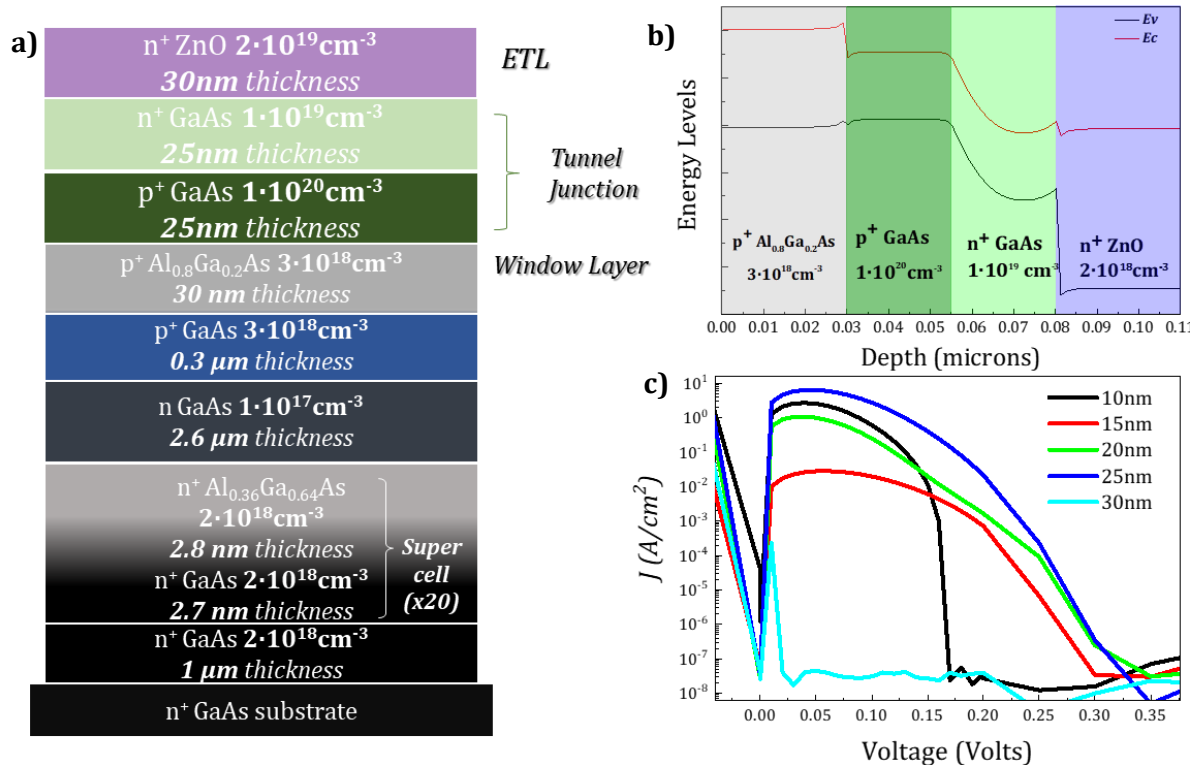 a)
n⁺ ZnO 2·10¹⁹cm⁻³
30nm thickness
ETL
n⁺ GaAs 1·10¹⁹cm⁻³
25nm thickness
p⁺ GaAs 1·10²⁰cm⁻³
25nm thickness
Tunnel
Junction
p⁺ Al₀.₈Ga₀.₂As 3·10¹⁸cm⁻³
30 nm thickness
Window Layer
p⁺ GaAs 3·10¹⁸cm⁻³
0.3 μm thickness
n GaAs 1·10¹⁷cm⁻³
2.6 μm thickness
n⁺ Al₀.₃₆Ga₀.₆₄As
2·10¹⁸cm⁻³
2.8 nm thickness
n⁺ GaAs 2·10¹⁸cm⁻³
2.7 nm thickness
Super
cell
(x20)
n⁺ GaAs 2·10¹⁸cm⁻³
1 μm thickness
n⁺ GaAs substrate
b)
Ev
Ec
Energy Levels
p⁺ Al₀.₈Ga₀.₂As
3·10¹⁸cm⁻³
p⁺ GaAs
1·10²⁰cm⁻³
n⁺ GaAs
1·10¹⁹ cm⁻³
n⁺ ZnO
2·10¹⁸cm⁻³
0.00 0.01 0.02 0.03 0.04 0.05 0.06 0.07 0.08 0.09 0.10 0.11
Depth (microns)
c)
10¹
10⁰
10⁻¹
10⁻²
10⁻³
10⁻⁴
10⁻⁵
10⁻⁶
10⁻⁷
10⁻⁸
J (A/cm²)
10nm
15nm
20nm
25nm
30nm
0.00 0.05 0.10 0.15 0.20 0.25 0.30 0.35
Voltage (Volts)